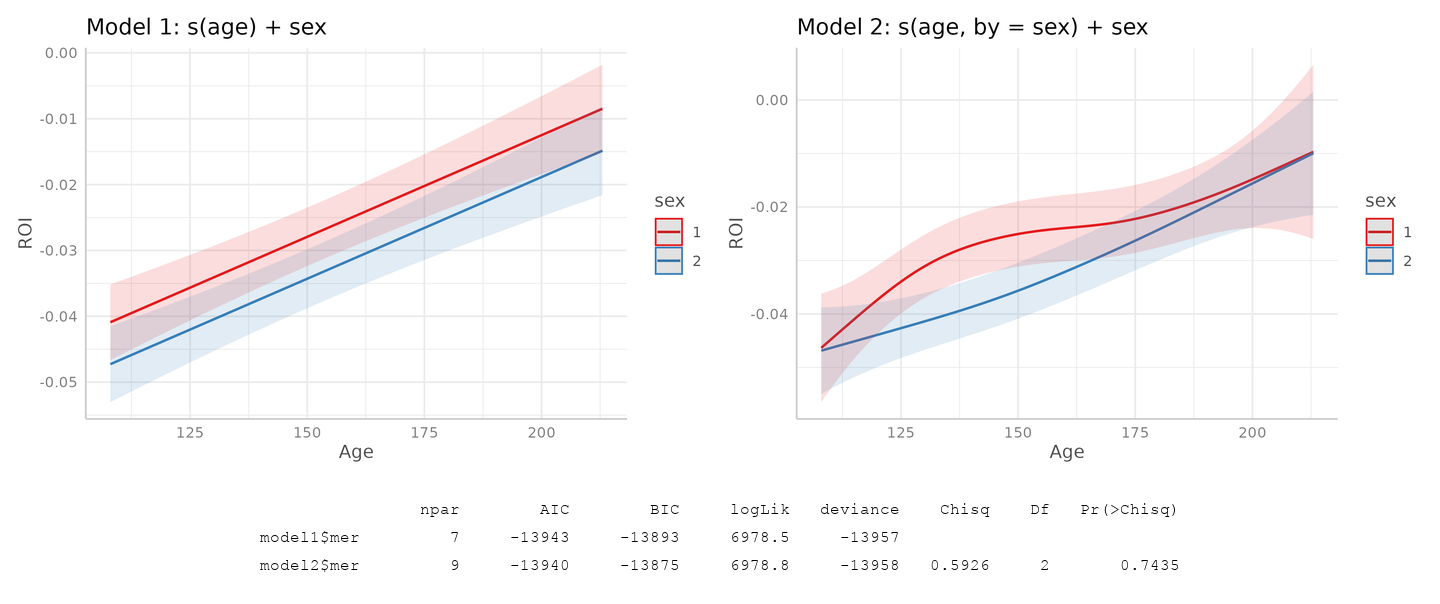 Model 1: s(age) + sex
0.00
-0.01
-0.02
-0.03
-0.04
-0.05
ROI
125 150 175 200
Age
sex
1
2
Model 2: s(age, by = sex) + sex
0.00
-0.02
-0.04
ROI
125 150 175 200
Age
sex
1
2
npar AIC BIC logLik deviance Chisq Df Pr(>Chisq)
model1$mer 7 -13943 -13893 6978.5 -13957
model2$mer 9 -13940 -13875 6978.8 -13958 0.5926 2 0.7435